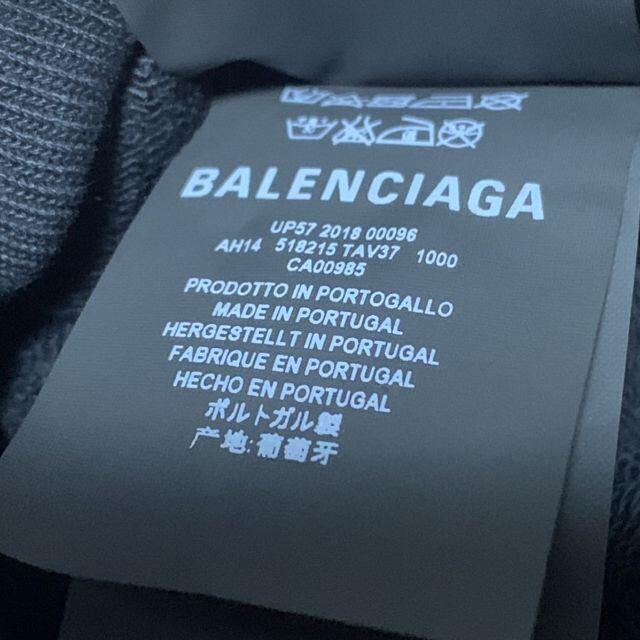 BALENCIAGA
UP57 2018 00096
AH14 518215 TAV37 1000
CA00985
PRODOTTO IN PORTOGALLO
MADE IN PORTUGAL
HERGESTELLT IN PORTUGAL
FABRIQUE EN PORTUGAL
HECHO EN PORTUGAL
ポルトガル製
产地:葡萄牙